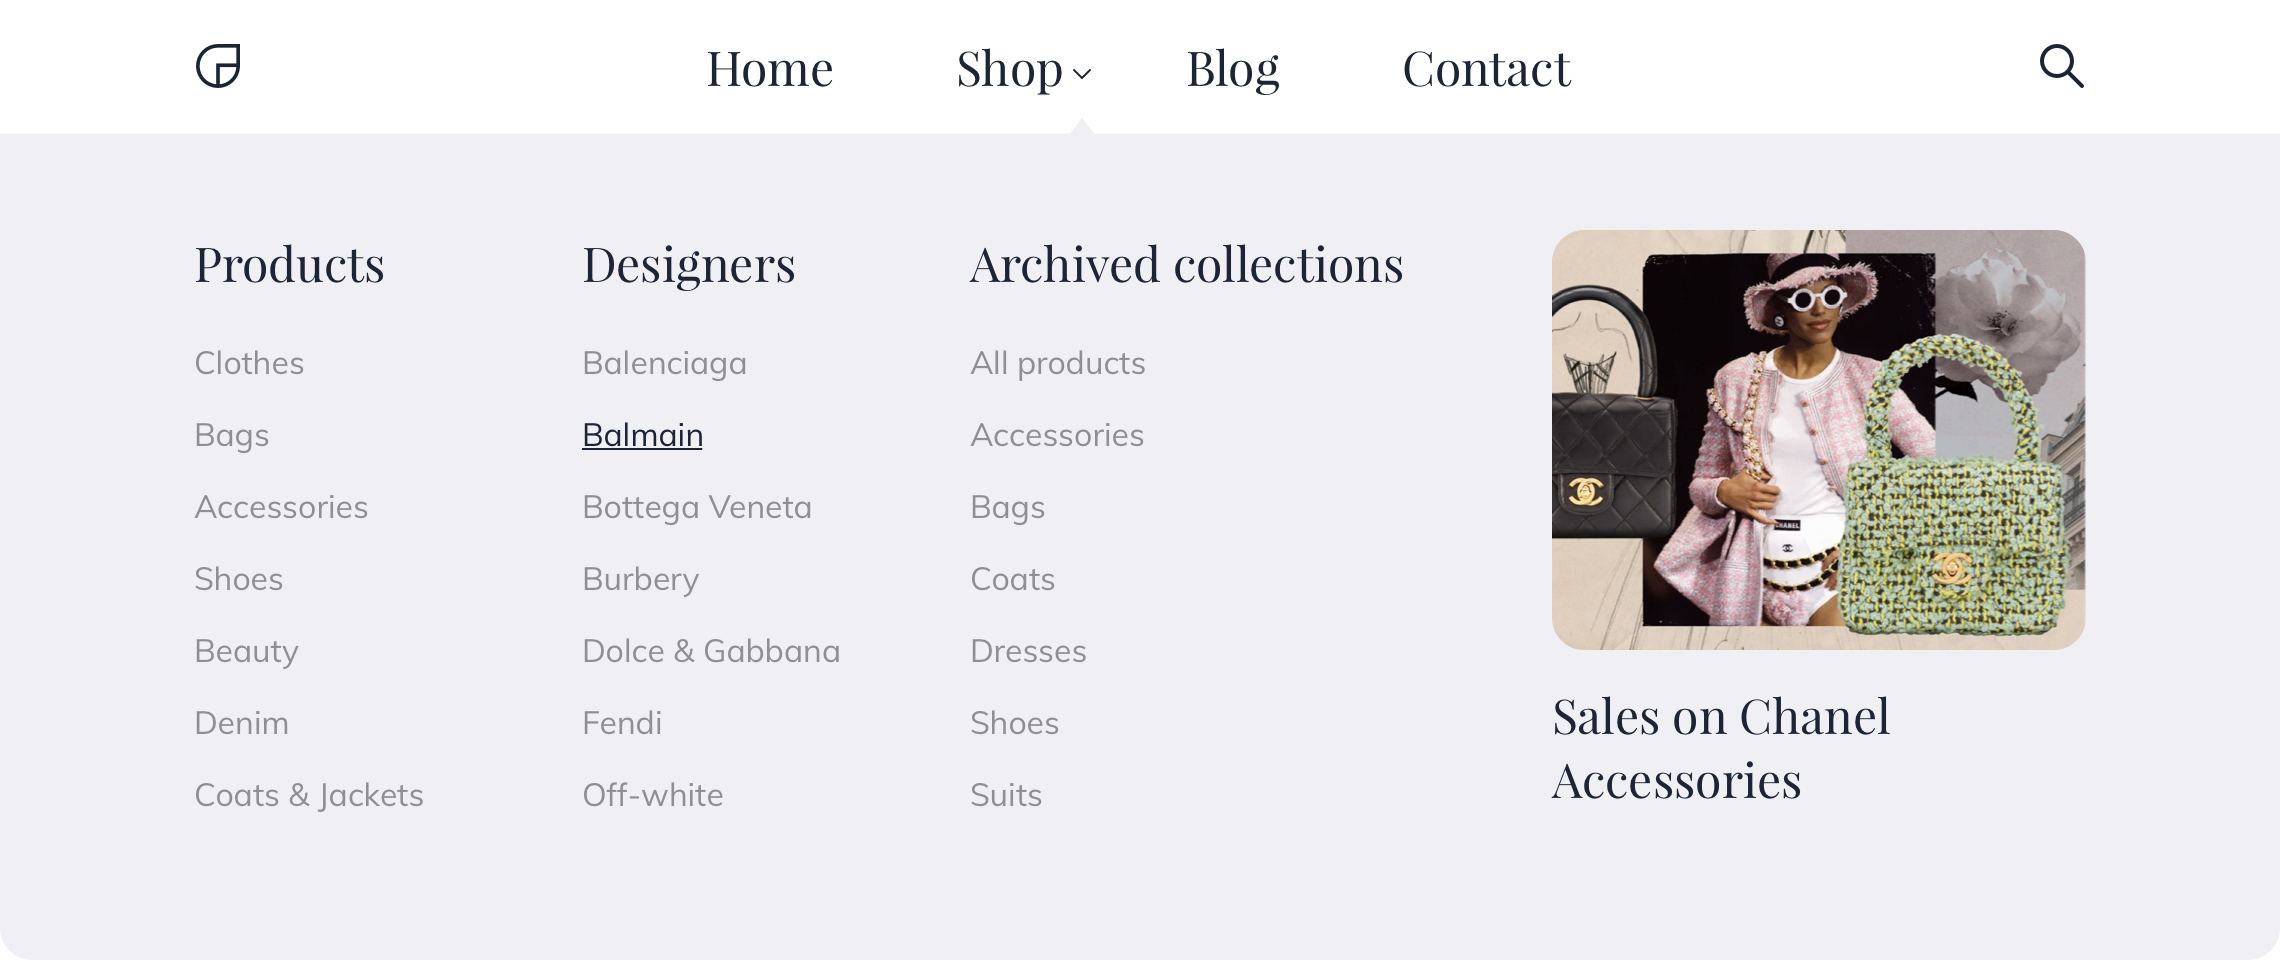 Home
Shop
Blog
Contact
Products
Clothes
Bags
Accessories
Shoes
Beauty
Denim
Coats & Jackets
Designers
Balenciaga
Balmain
Bottega Veneta
Burbery
Dolce & Gabbana
Fendi
Off-white
Archived collections
All products
Accessories
Bags
Coats
Dresses
Shoes
Suits
CHANEL
Sales on Chanel
Accessories